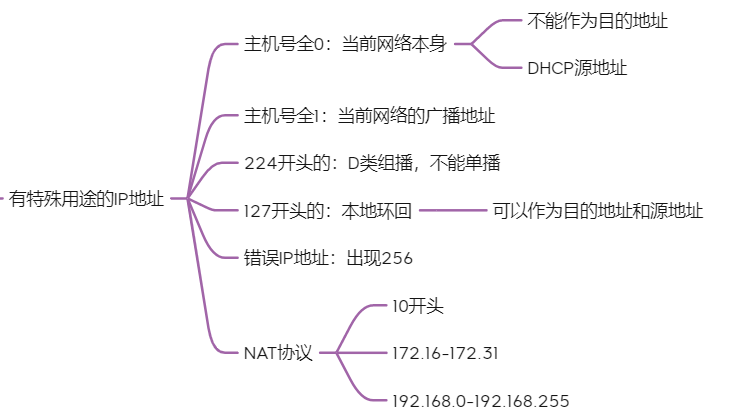 有特殊用途的IP地址
主机号全0：当前网络本身
不能作为目的地址
DHCP源地址
主机号全1：当前网络的广播地址
224开头的：D类组播，不能单播
127开头的：本地环回
可以作为目的地址和源地址
错误IP地址：出现256
NAT协议
10开头
172.16-172.31
192.168.0-192.168.255